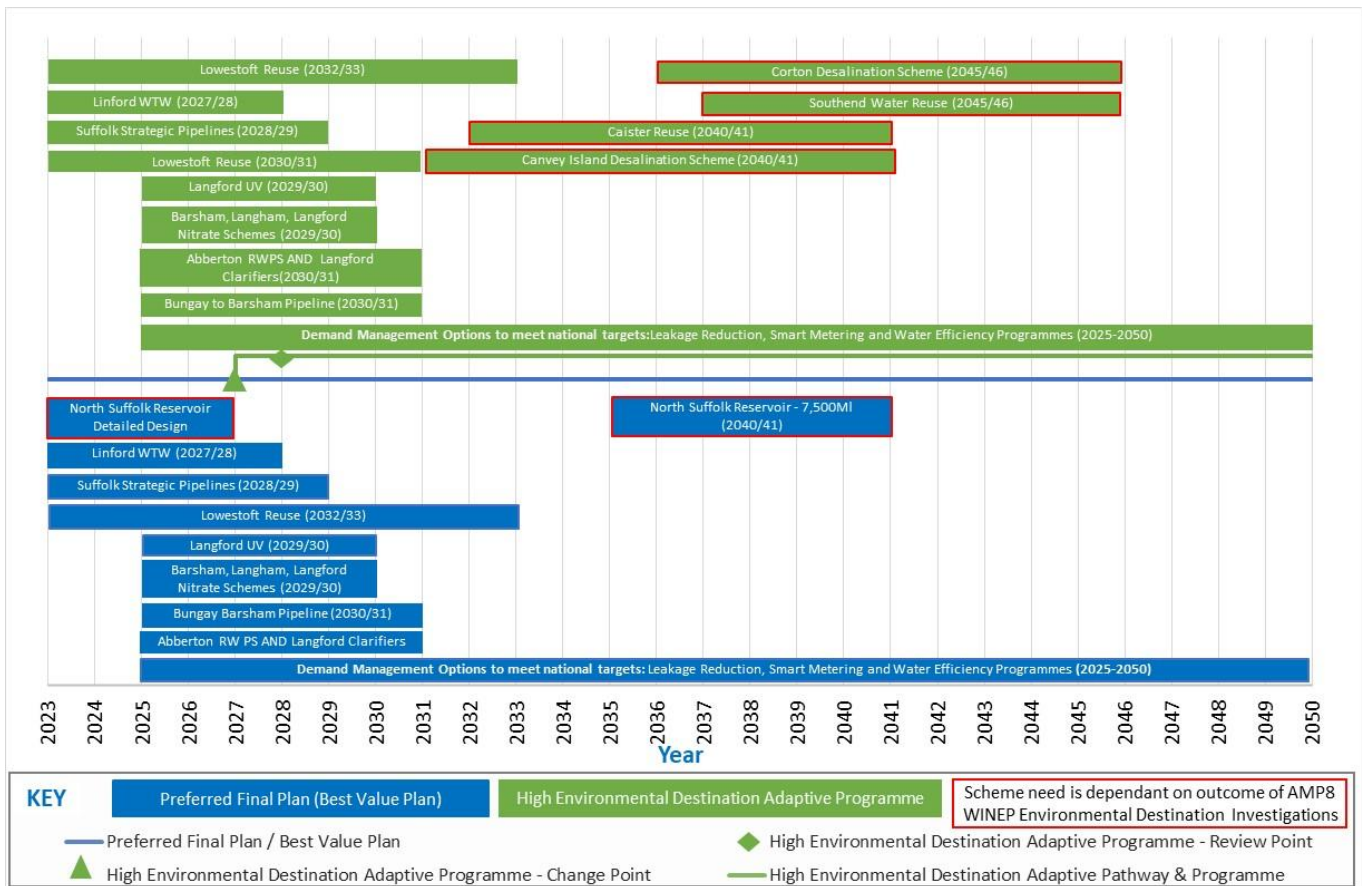 Lowestoft Reuse (2032/33)
Corton Desalination Scheme (2045/46)
Linford WTW (2027/28)
Southend Water Reuse (2045/46)
Suffolk Strategic Pipelines (2028/29)
Caister Reuse (2040/41)
Lowestoft Reuse (2030/31)
Canvey Island Desalination Scheme (2040/41)
Langford UV (2029/30)
Barsham, Langham, Langford
Nitrate Schemes (2029/30)
Abberton RWPS AND Langford
Clarifiers(2030/31)
Bungay to Barsham Pipeline (2030/31)
Demand Management Options to meet national targets:Leakage Reduction, Smart Metering and Water Efficiency Programmes (2025-2050)
North Suffolk Reservoir
Detailed Design
North Suffolk Reservoir - 7,500Ml
(2040/41)
Linford WTW (2027/28)
Suffolk Strategic Pipelines (2028/29)
Lowestoft Reuse (2032/33)
Langford UV (2029/30)
Barsham, Langham, Langford
Nitrate Schemes (2029/30)
Bungay Barsham Pipeline (2030/31)
Abberton RW PS AND Langford Clarifiers
Demand Management Options to meet national targets: Leakage Reduction, Smart Metering and Water Efficiency Programmes (2025-2050)
2023 2024 2025 2026 2027 2028 2029 2030 2031 2032 2033 2034 2035 2036 2037 2038 2039 2040 2041 2042 2043 2044 2045 2046 2047 2048 2049 2050
Year
KEY
Preferred Final Plan (Best Value Plan)
High Environmental Destination Adaptive Programme
Scheme need is dependant on outcome of AMP8
WINEP Environmental Destination Investigations
Preferred Final Plan / Best Value Plan
High Environmental Destination Adaptive Programme - Review Point
High Environmental Destination Adaptive Programme - Change Point
High Environmental Destination Adaptive Pathway & Programme